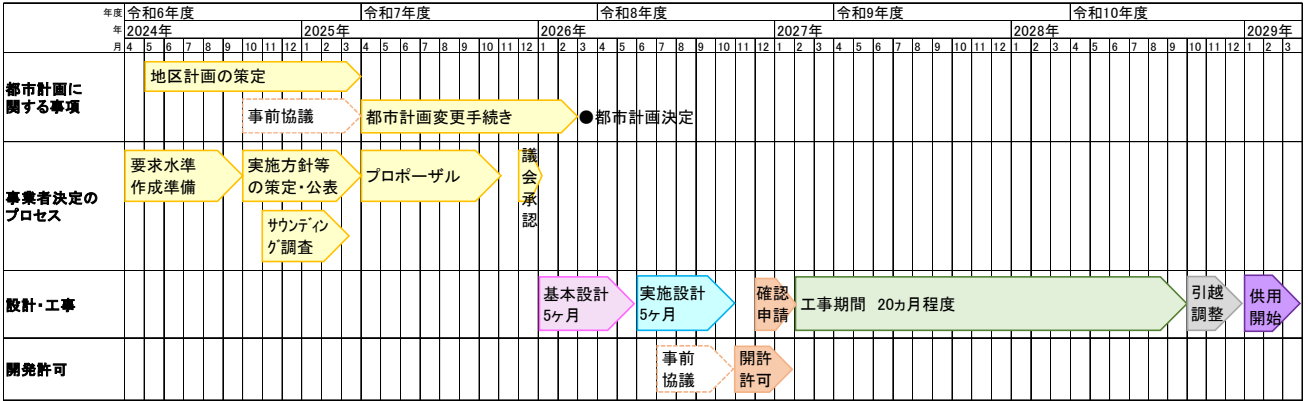 年度 令和6年度 令和7年度 令和8年度 令和9年度 令和10年度
年 2024年 2025年 2026年 2027年 2028年 2029年
月 4 5 6 7 8 9 10 11 12 1 2 3 4 5 6 7 8 9 10 11 12 1 2 3 4 5 6 7 8 9 10 11 12 1 2 3 4 5 6 7 8 9 10 11 12 1 2 3 4 5 6 7 8 9 10 11 12 1 2 3
都市計画に
関する事項
地区計画の策定
事前協議
都市計画変更手続き
●都市計画決定
事業者決定の
プロセス
要求水準
作成準備
実施方針等
の策定・公表
プロポーザル
議
会
承
認
サウンディン
グ調査
設計・工事
基本設計
5ヶ月
実施設計
5ヶ月
確認
申請
工事期間 20ヵ月程度
引越
調整
供用
開始
開発許可
事前
協議
開許
許可